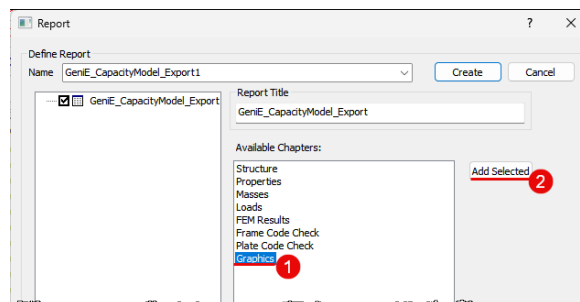 Report
? X
Define Report
Name GeniE_CapacityModel_Export1
Create
Cancel
GeniE_CapacityModel_Export
Report Title
GeniE_CapacityModel_Export
Available Chapters:
Structure
Properties
Masses
Loads
FEM Results
Frame Code Check
Plate Code Check
Graphics
1
Add Selected
2